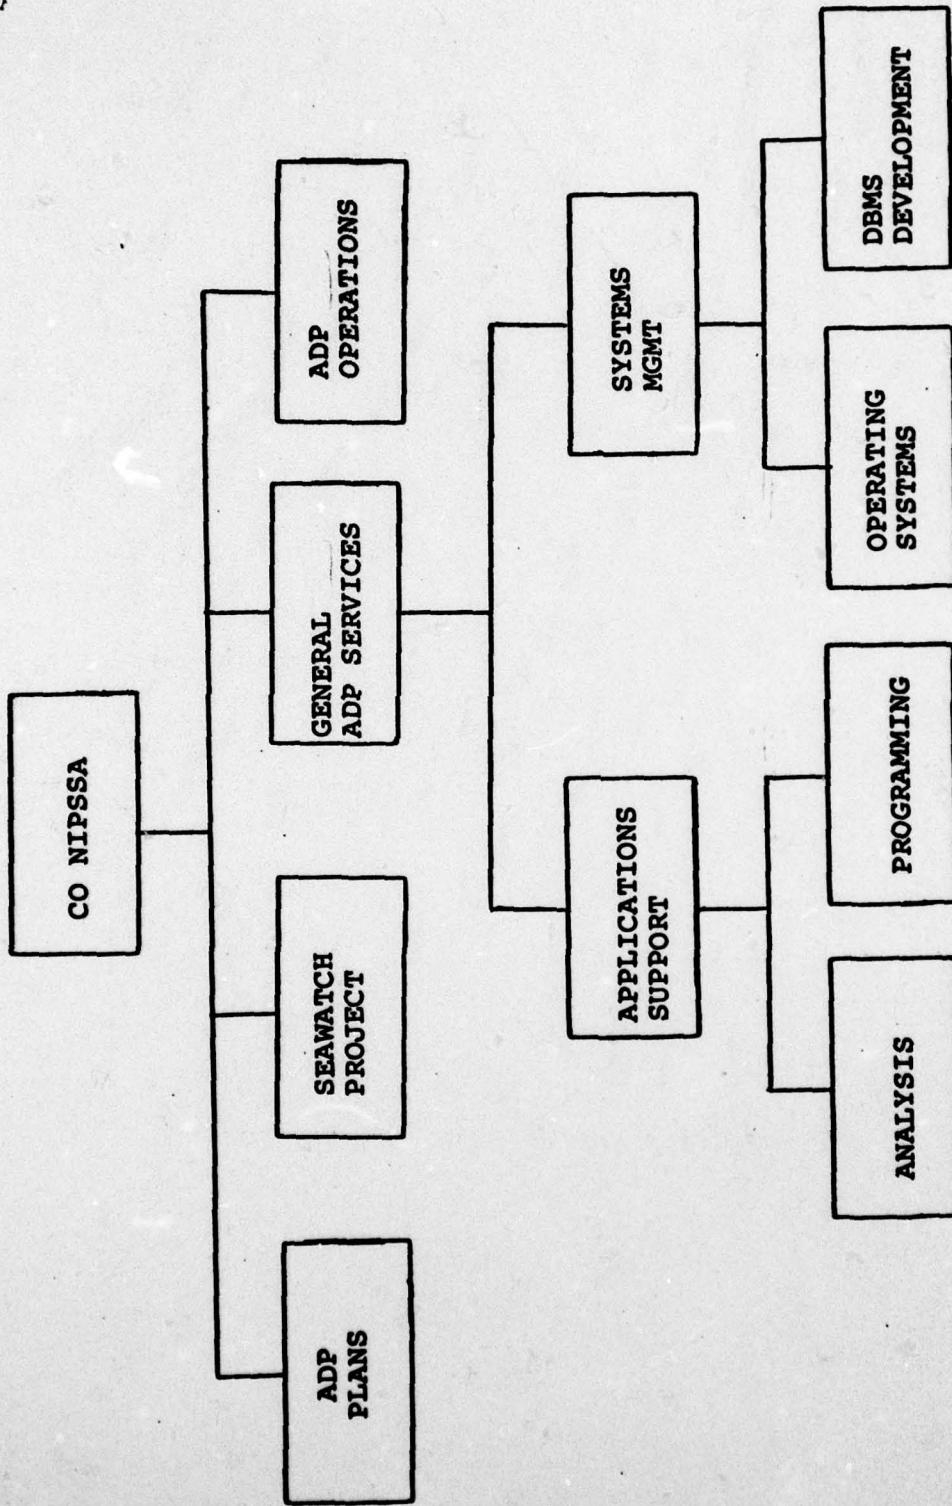 CO NIPSSA
ADP
PLANS
SEAWATCH
PROJECT
GENERAL
ADP SERVICES
ADP
OPERATIONS
APPLICATIONS
SUPPORT
SYSTEMS
MGMT
ANALYSIS
PROGRAMMING
OPERATING
SYSTEMS
DBMS
DEVELOPMENT